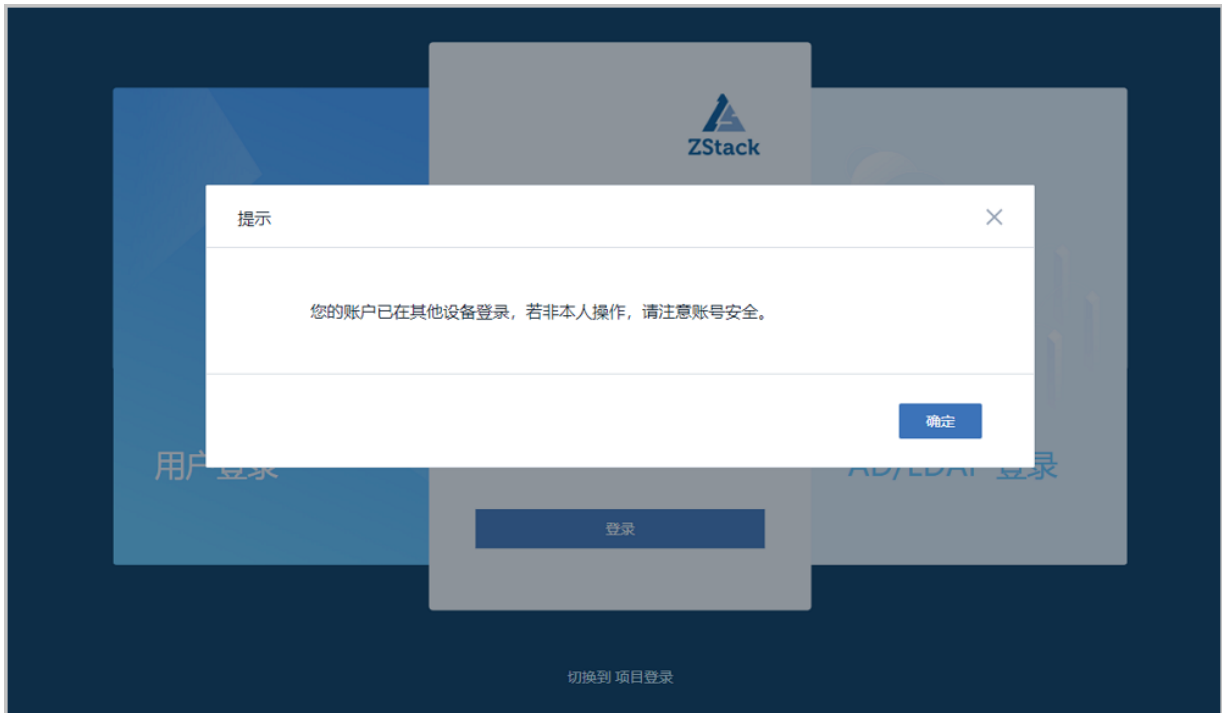 ZStack
提示
您的账户已在其他设备登录，若非本人操作，请注意账号安全。
确定
用户登录
AD/LDAP 登录
登录
切换到 项目登录